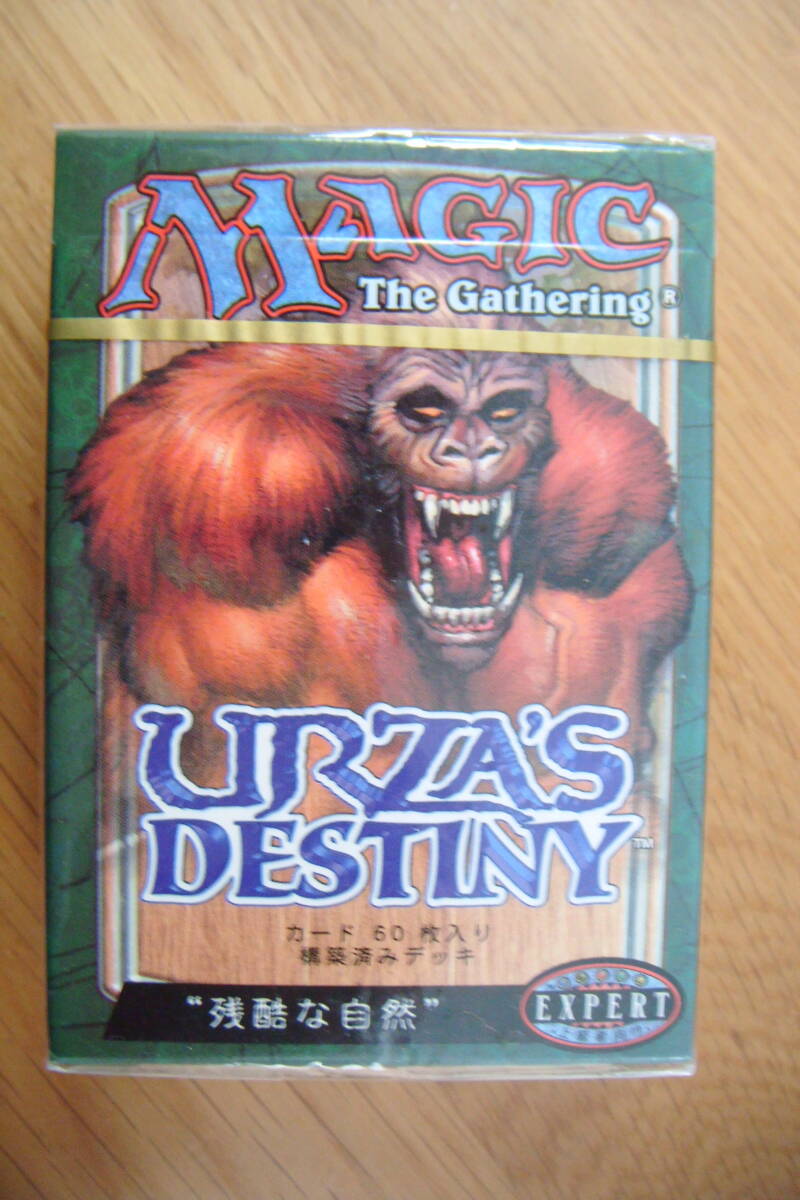 MAGIC
The Gathering®
URZA'S
DESTINY™
カード 60 枚入り
構築済みデッキ
“残酷な自然”
EXPERT